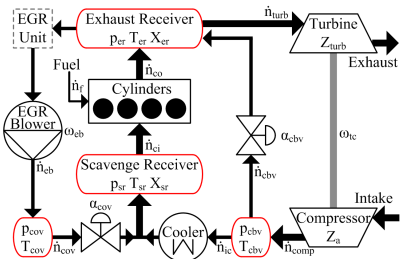 EGR
Unit
Exhaust Receiver
p_er T_er X_er
ṅ_turb
Turbine
Z_turb
Exhaust
Fuel
ṅ_f
ṅ_co
Cylinders
EGR
Blower
ω_eb
α_cbv
ω_tc
ṅ_eb
ṅ_ci
Scavenge Receiver
p_sr T_sr X_sr
ṅ_cbv
Intake
Compressor
Z_a
p_cov
T_cov
ṅ_cov
α_cov
Cooler
ṅ_ic
p_cbv
T_cbv
ṅ_comp